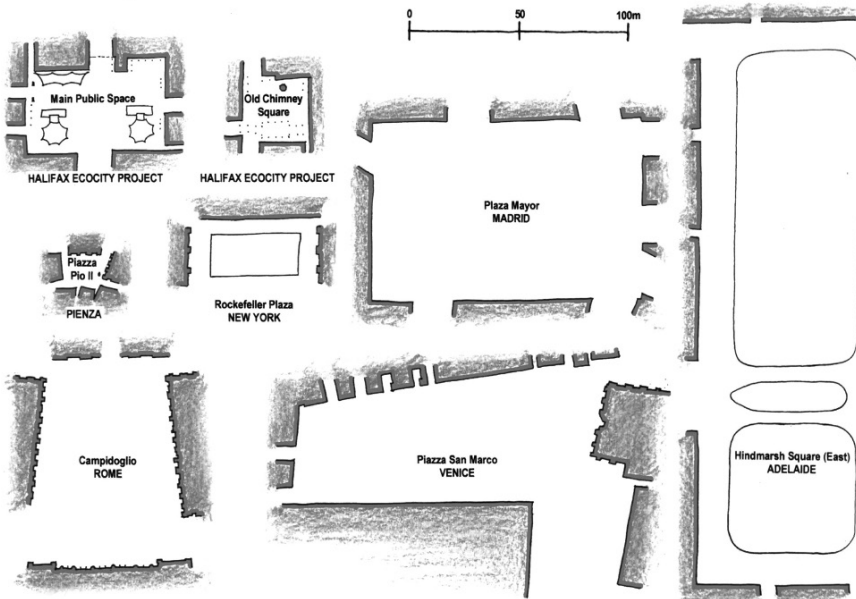 0
50
100m
Main Public Space
HALIFAX ECOCITY PROJECT
Old Chimney
Square
HALIFAX ECOCITY PROJECT
Plaza Mayor
MADRID
Piazza
Pio II
PIENZA
Rockefeller Plaza
NEW YORK
Campidoglio
ROME
Piazza San Marco
VENICE
Hindmarsh Square (East)
ADELAIDE